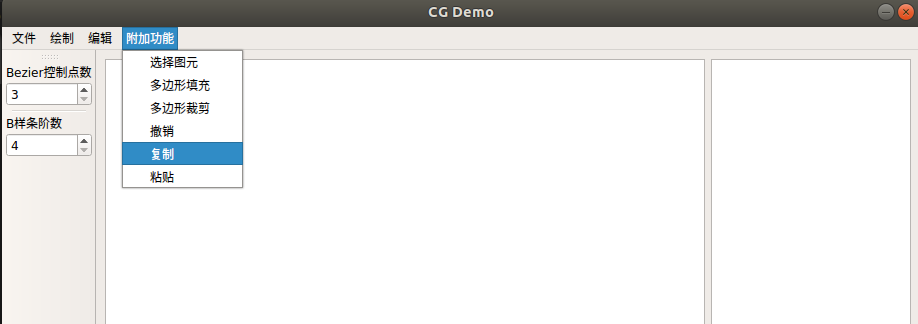 CG Demo
文件 绘制 编辑 附加功能
Bezier控制点数
3
B样条阶数
4
选择图元
多边形填充
多边形裁剪
撤销
复制
粘贴